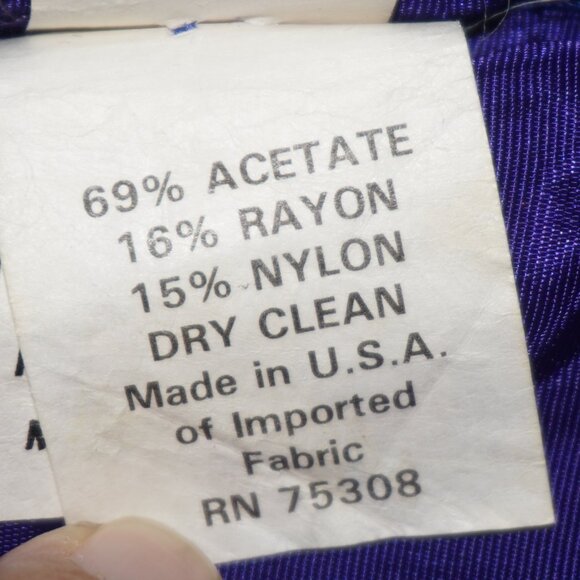 69% ACETATE
16% RAYON
15% NYLON
DRY CLEAN
Made in U.S.A.
of Imported
Fabric
RN 75308